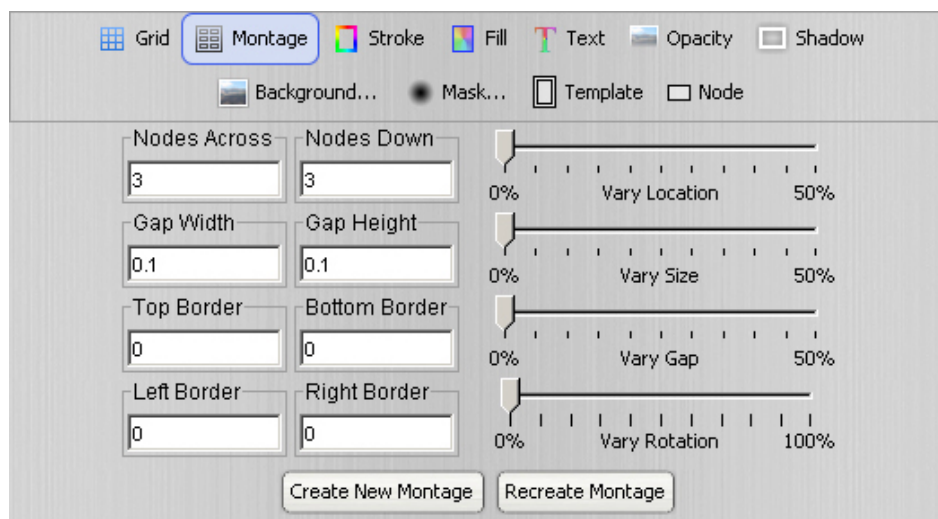 Grid Montage Stroke Fill Text Opacity Shadow
Background... Mask... Template Node
Nodes Across Nodes Down
3 3
0% Vary Location 50%
Gap Width Gap Height
0.1 0.1
0% Vary Size 50%
Top Border Bottom Border
0 0
0% Vary Gap 50%
Left Border Right Border
0 0
0% Vary Rotation 100%
Create New Montage Recreate Montage